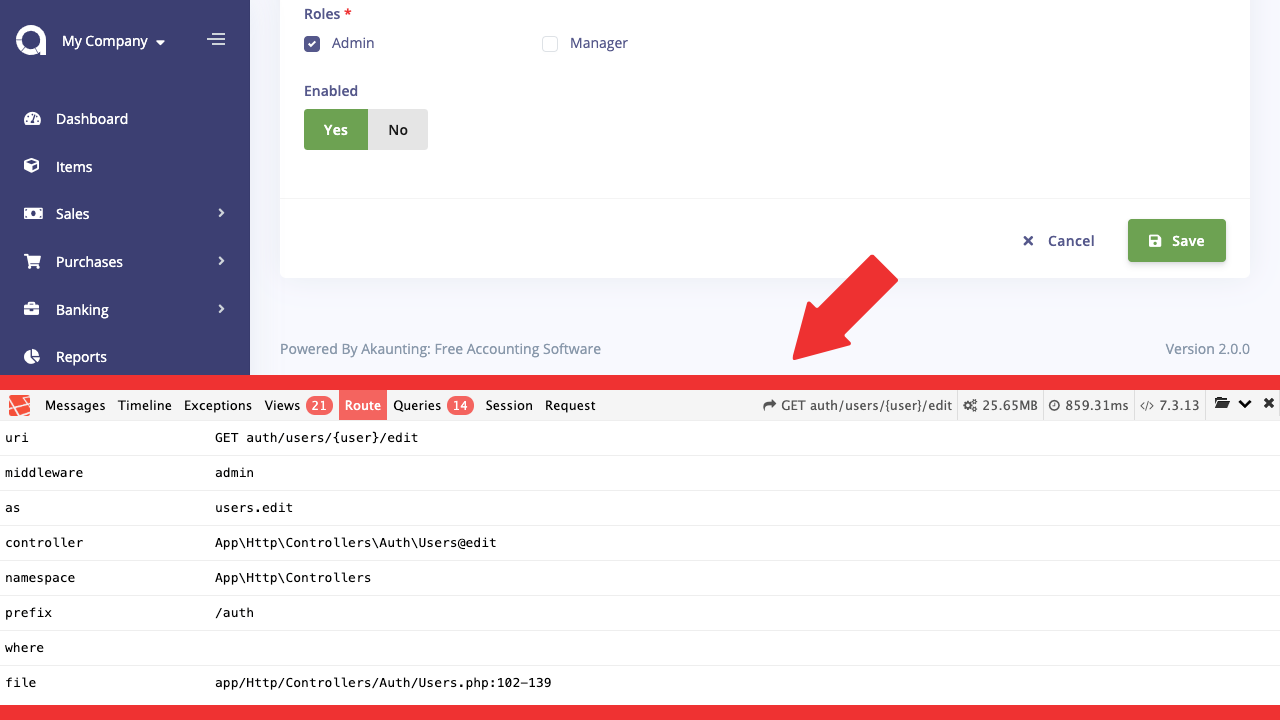 My Company
Dashboard
Items
Sales
Purchases
Banking
Reports
Roles *
Admin Manager
Enabled
Yes No
Cancel Save
Powered By Akaunting: Free Accounting Software Version 2.0.0
Messages Timeline Exceptions Views 21 Route Queries 14 Session Request GET auth/users/{user}/edit 25.65MB 859.31ms </> 7.3.13
uri GET auth/users/{user}/edit
middleware admin
as users.edit
controller App\Http\Controllers\Auth\Users@edit
namespace App\Http\Controllers
prefix /auth
where
file app/Http/Controllers/Auth/Users.php:102-139